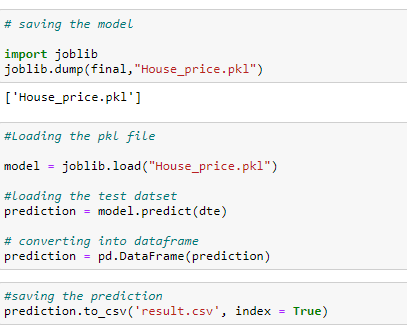 # saving the model
import joblib
joblib.dump(final,"House_price.pkl")
['House_price.pkl']
#Loading the pkl file
model = joblib.load("House_price.pkl")
#loading the test datset
prediction = model.predict(dte)
# converting into dataframe
prediction = pd.DataFrame(prediction)
#saving the prediction
prediction.to_csv('result.csv', index = True)